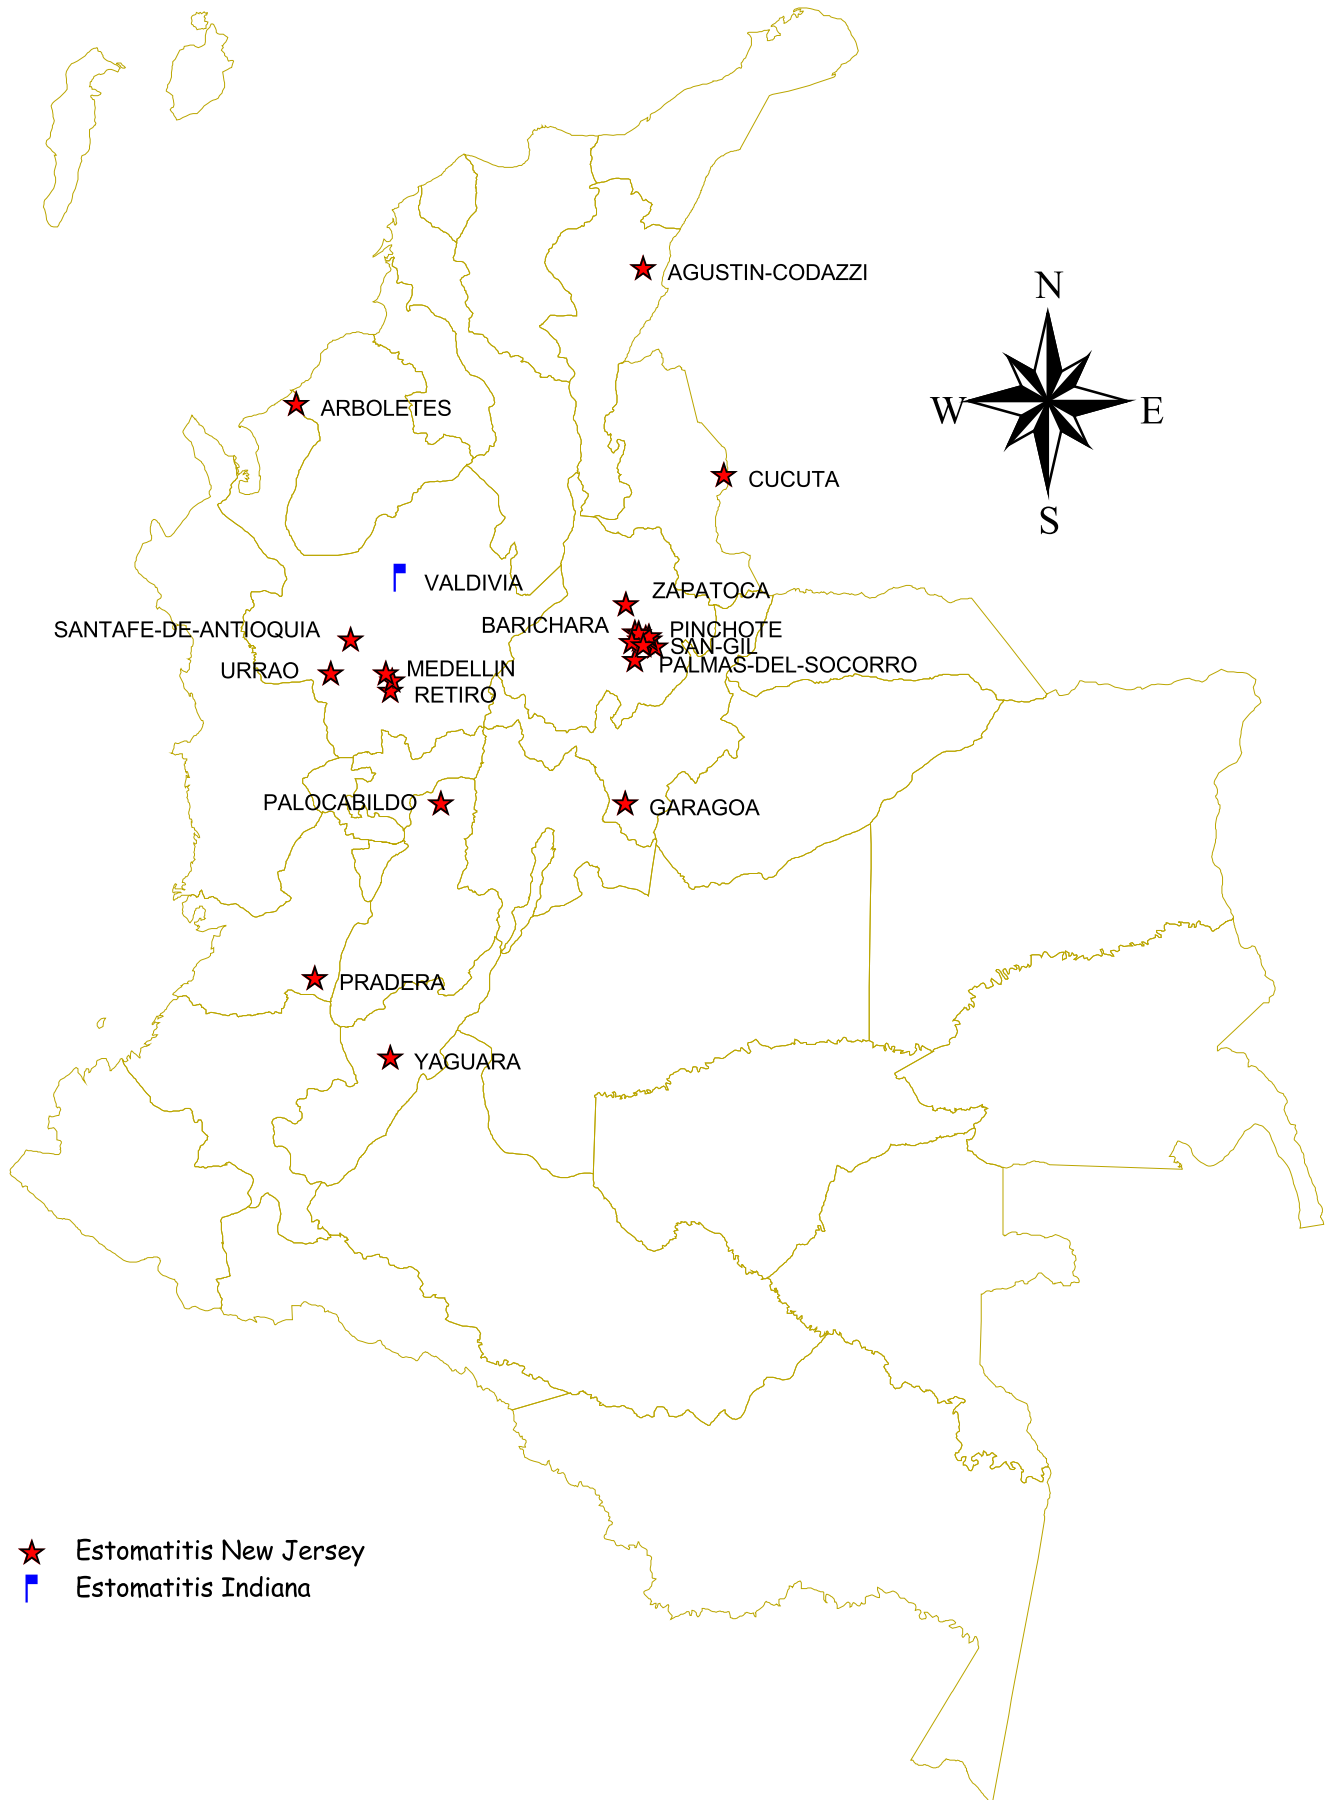 N
AGUSTIN-CODAZZI
W
E
ARBOLETES
CUCUTA
S
VALDIVIA
ZAPATOCA
BARICHARA
SANTAFE-DE-ANTIOQUIA
PINCHOTE
SAN-GIL
PALMAS-DEL-SOCORRO
URRAO
MEDELLIN
RETIRO
PALOCABILDO
GARAGOA
PRADERA
YAGUARA
Estomatitis New Jersey
Estomatitis Indiana